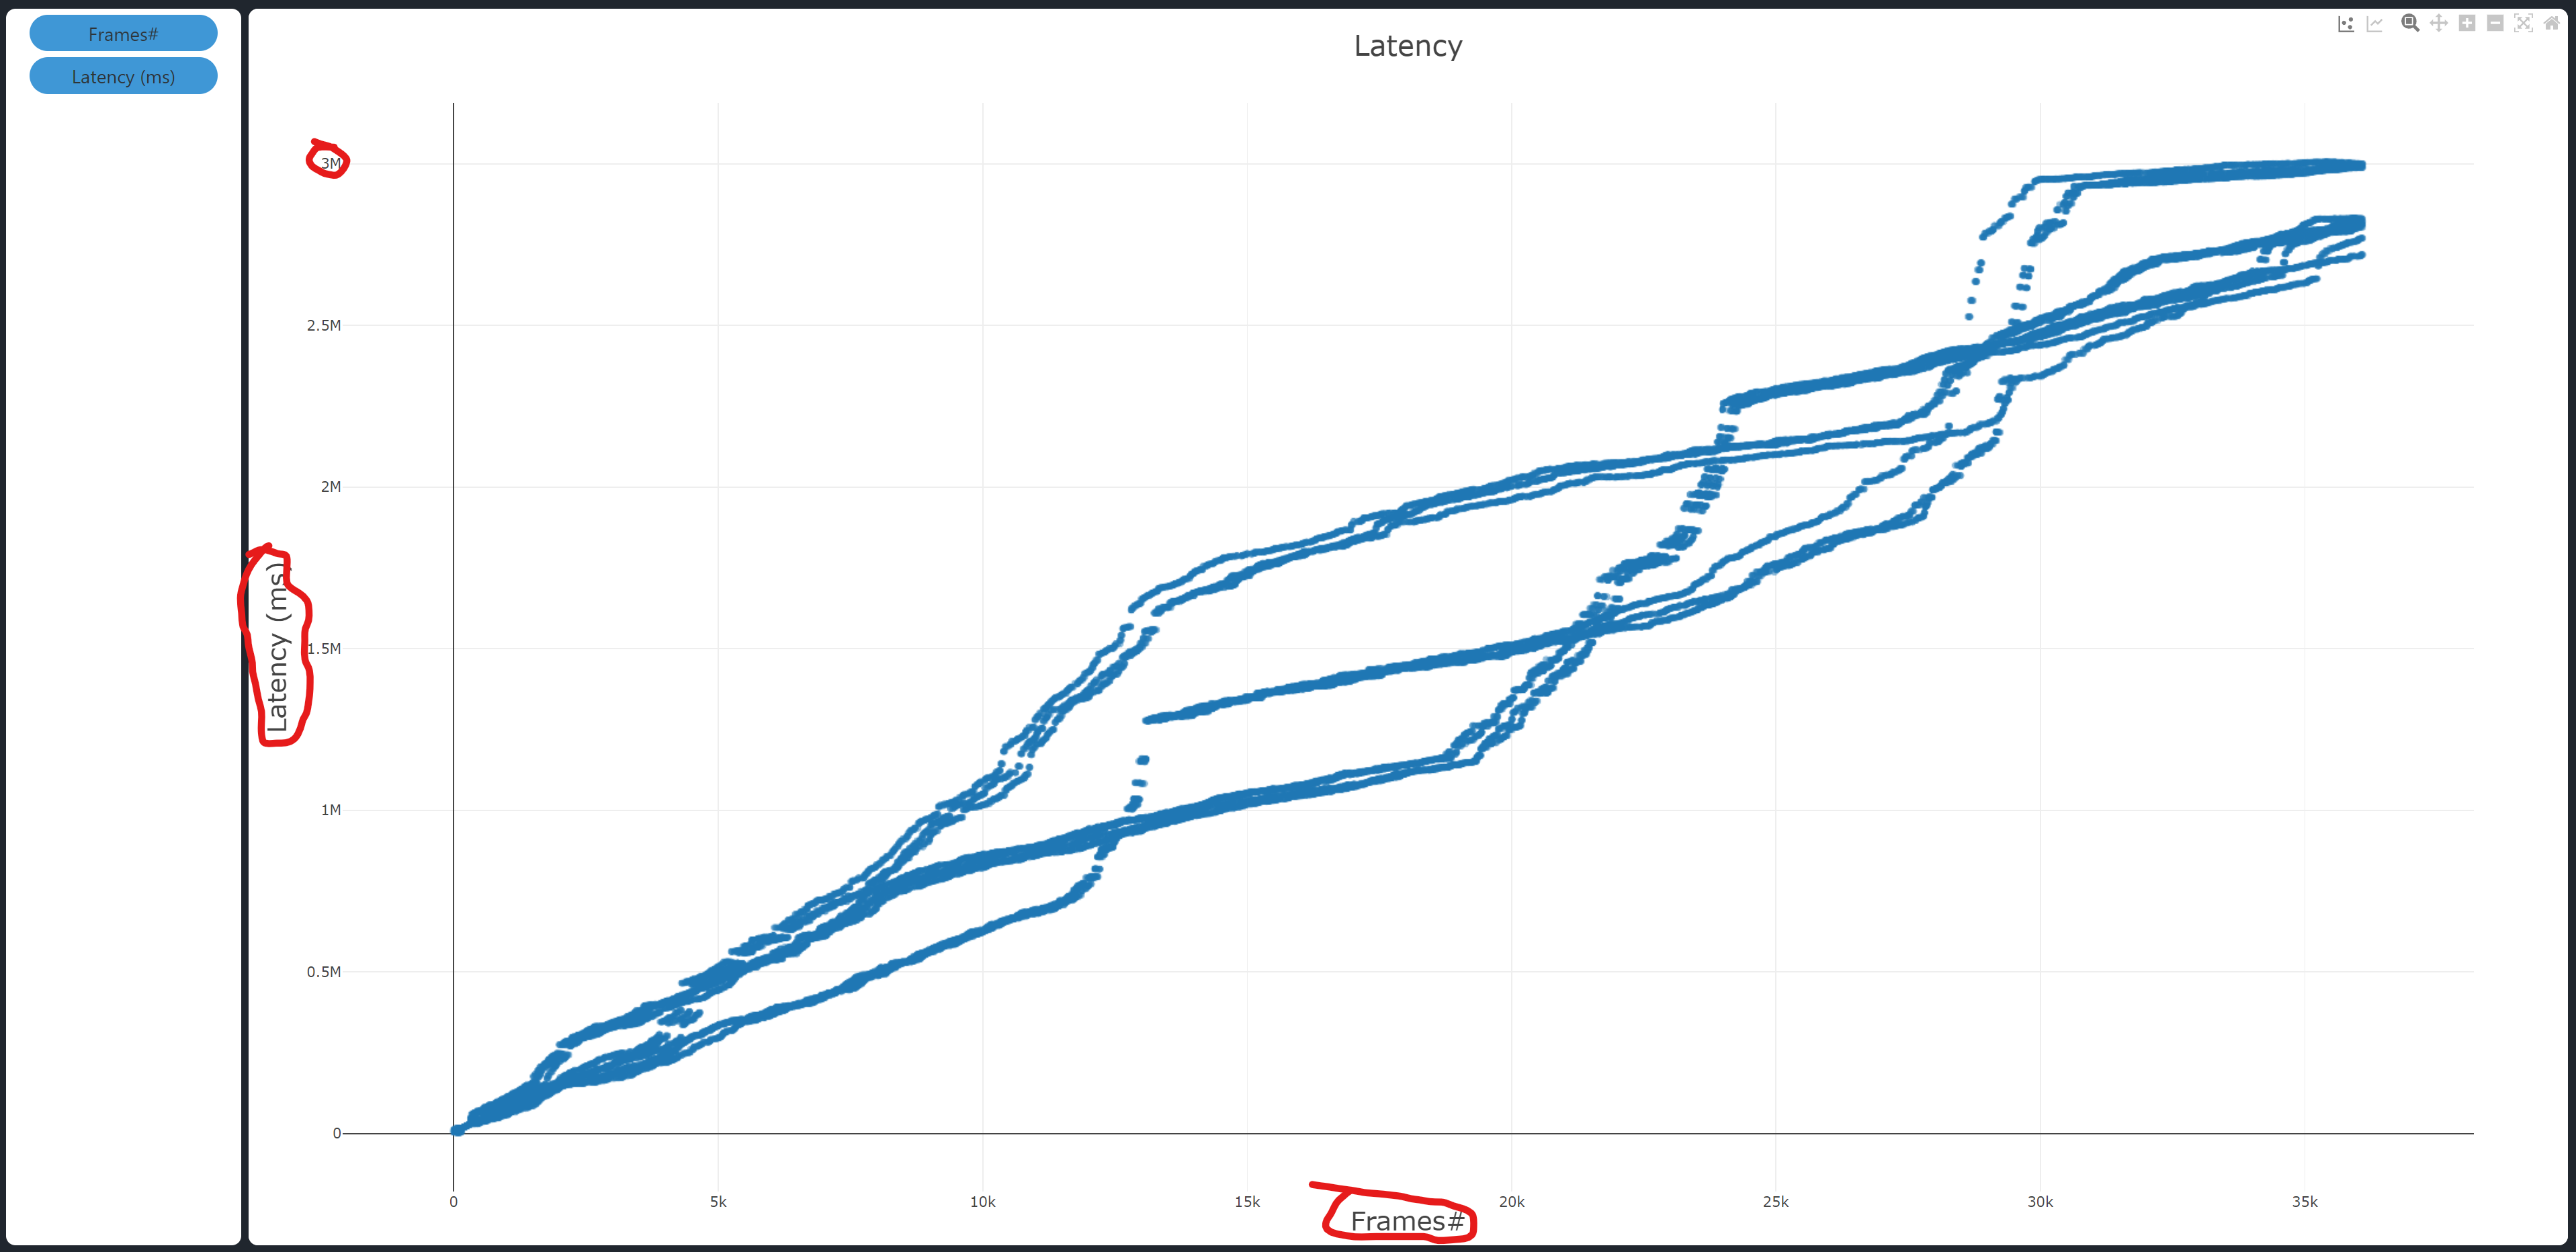 Frames#
Latency (ms)
Latency
3M
2.5M
2M
1.5M
1M
0.5M
0
Latency (ms)
0 5k 10k 15k 20k 25k 30k 35k
Frames#